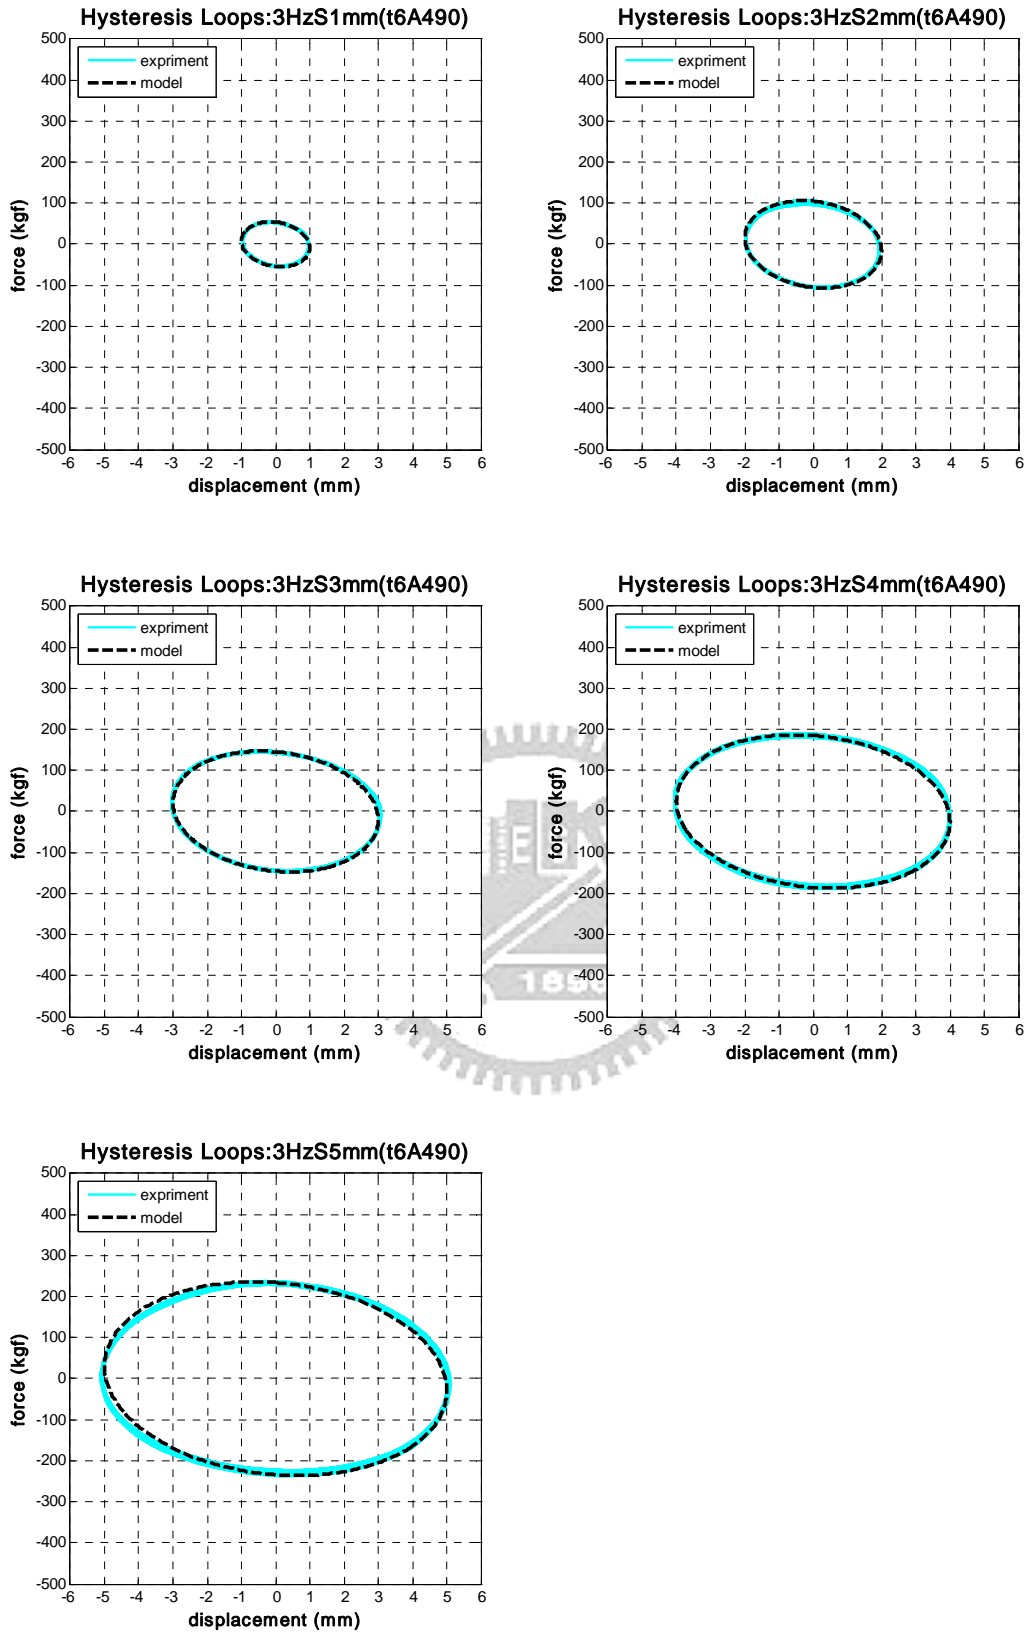 Hysteresis Loops:3HzS1mm(t6A490)
500
400
300
200
100
0
-100
-200
-300
-400
-500
-6 -5 -4 -3 -2 -1 0 1 2 3 4 5 6
force (kgf)
displacement (mm)
expriment
model
Hysteresis Loops:3HzS2mm(t6A490)
500
400
300
200
100
0
-100
-200
-300
-400
-500
-6 -5 -4 -3 -2 -1 0 1 2 3 4 5 6
force (kgf)
displacement (mm)
expriment
model
Hysteresis Loops:3HzS3mm(t6A490)
500
400
300
200
100
0
-100
-200
-300
-400
-500
-6 -5 -4 -3 -2 -1 0 1 2 3 4 5 6
force (kgf)
displacement (mm)
expriment
model
Hysteresis Loops:3HzS4mm(t6A490)
500
400
300
200
100
0
-100
-200
-300
-400
-500
-6 -5 -4 -3 -2 -1 0 1 2 3 4 5 6
force (kgf)
displacement (mm)
expriment
model
Hysteresis Loops:3HzS5mm(t6A490)
500
400
300
200
100
0
-100
-200
-300
-400
-500
-6 -5 -4 -3 -2 -1 0 1 2 3 4 5 6
force (kgf)
displacement (mm)
expriment
model